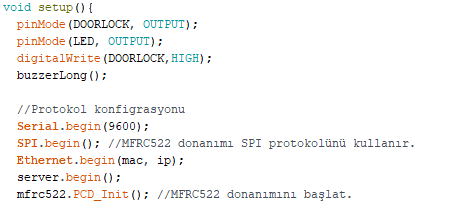 void setup(){
pinMode(DOORLOCK, OUTPUT);
pinMode(LED, OUTPUT);
digitalWrite(DOORLOCK,HIGH);
buzzerLong();
//Protokol konfigrasyonu
Serial.begin(9600);
SPI.begin(); //MFRC522 donanımı SPI protokolünü kullanır.
Ethernet.begin(mac, ip);
server.begin();
mfrc522.PCD_Init(); //MFRC522 donanımını başlat.